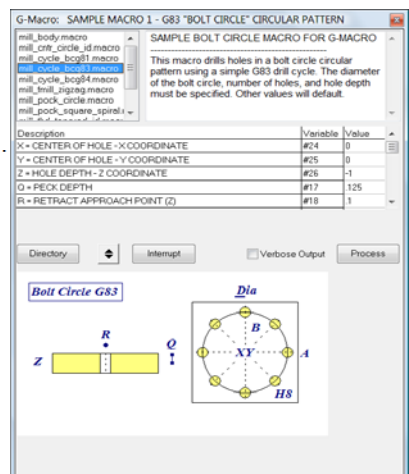 G-Macro: SAMPLE MACRO 1 - G83 "BOLT CIRCLE" CIRCULAR PATTERN
mill_body.macro
mill_cntr_circle_id.macro
mill_cycle_bcg81.macro
mill_cycle_bcg83.macro
mill_cycle_bcg84.macro
mill_fmill_zigzag.macro
mill_pock_circle.macro
mill_pock_square_spiral.
SAMPLE BOLT CIRCLE MACRO FOR G-MACRO
This macro drills holes in a bolt circle circular
pattern using a simple G83 drill cycle. The diameter
of the bolt circle, number of holes, and hole depth
must be specified. Other values will default.
Description Variable Value
X = CENTER OF HOLE - X COORDINATE #24 0
Y = CENTER OF HOLE - Y COORDINATE #25 0
Z = HOLE DEPTH - Z COORDINATE #26 -1
Q = PECK DEPTH #17 .125
R = RETRACT APPROACH POINT (Z) #18 .1
Directory Interrupt Verbose Output Process
Bolt Circle G83
Dia
R
Q
Z
B
XY
A
H8